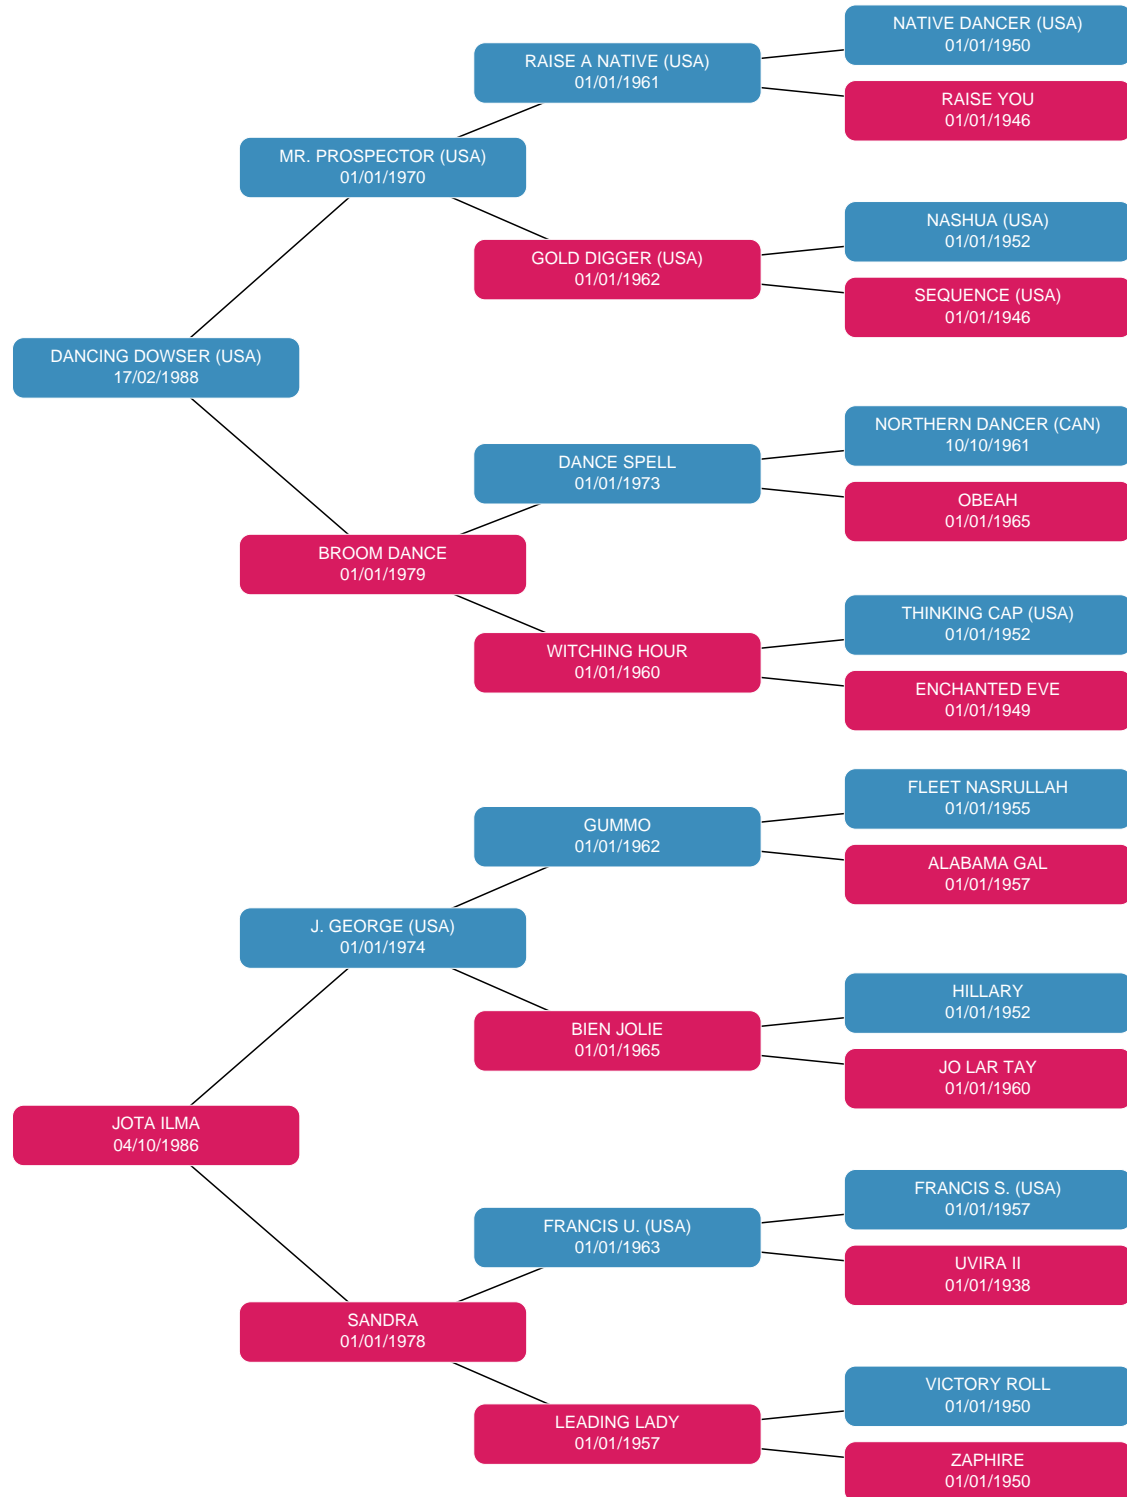 NATIVE DANCER (USA)
01/01/1950
RAISE A NATIVE (USA)
01/01/1961
RAISE YOU
01/01/1946
MR. PROSPECTOR (USA)
01/01/1970
NASHUA (USA)
01/01/1952
GOLD DIGGER (USA)
01/01/1962
SEQUENCE (USA)
01/01/1946
DANCING DOWSER (USA)
17/02/1988
NORTHERN DANCER (CAN)
10/10/1961
DANCE SPELL
01/01/1973
OBEAH
01/01/1965
BROOM DANCE
01/01/1979
THINKING CAP (USA)
01/01/1952
WITCHING HOUR
01/01/1960
ENCHANTED EVE
01/01/1949
FLEET NASRULLAH
01/01/1955
GUMMO
01/01/1962
ALABAMA GAL
01/01/1957
J. GEORGE (USA)
01/01/1974
HILLARY
01/01/1952
BIEN JOLIE
01/01/1965
JO LAR TAY
01/01/1960
JOTA ILMA
04/10/1986
FRANCIS S. (USA)
01/01/1957
FRANCIS U. (USA)
01/01/1963
UVIRA II
01/01/1938
SANDRA
01/01/1978
VICTORY ROLL
01/01/1950
LEADING LADY
01/01/1957
ZAPHIRE
01/01/1950